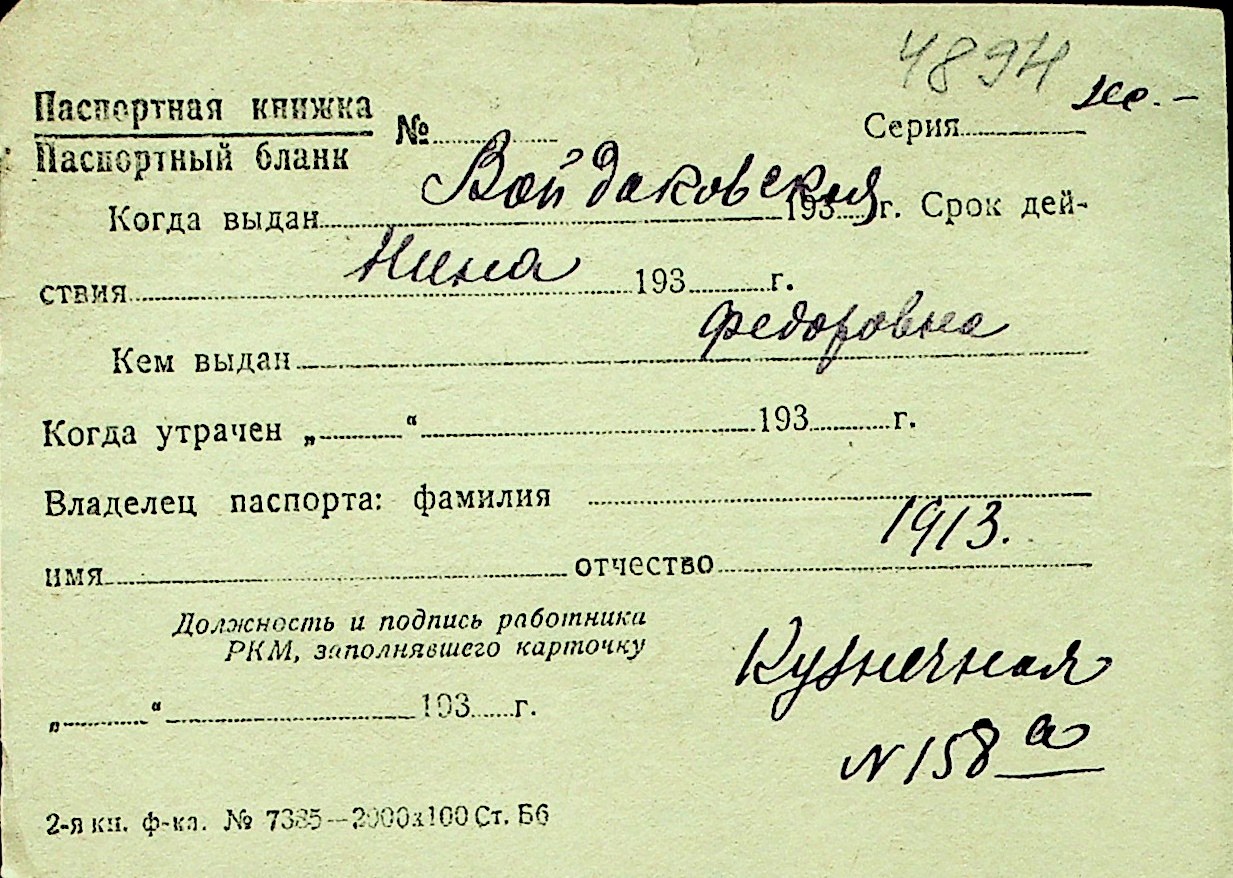 4894 же.-
Паспортная книжка
Паспортный бланк
№ Серия
Войдаковская
Когда выдан 193 г. Срок дей-
Нина
ствия 193 г.
Федоровна
Кем выдан
Когда утрачен „ “ 193 г.
Владелец паспорта: фамилия
1913.
имя отчество
Должность и подпись работника
РКМ, заполнявшего карточку
Кузнечная
„ “ 193 г.
N 158 а
2-я кн. ф-ка. № 7385—2000х100 Ст. Б6